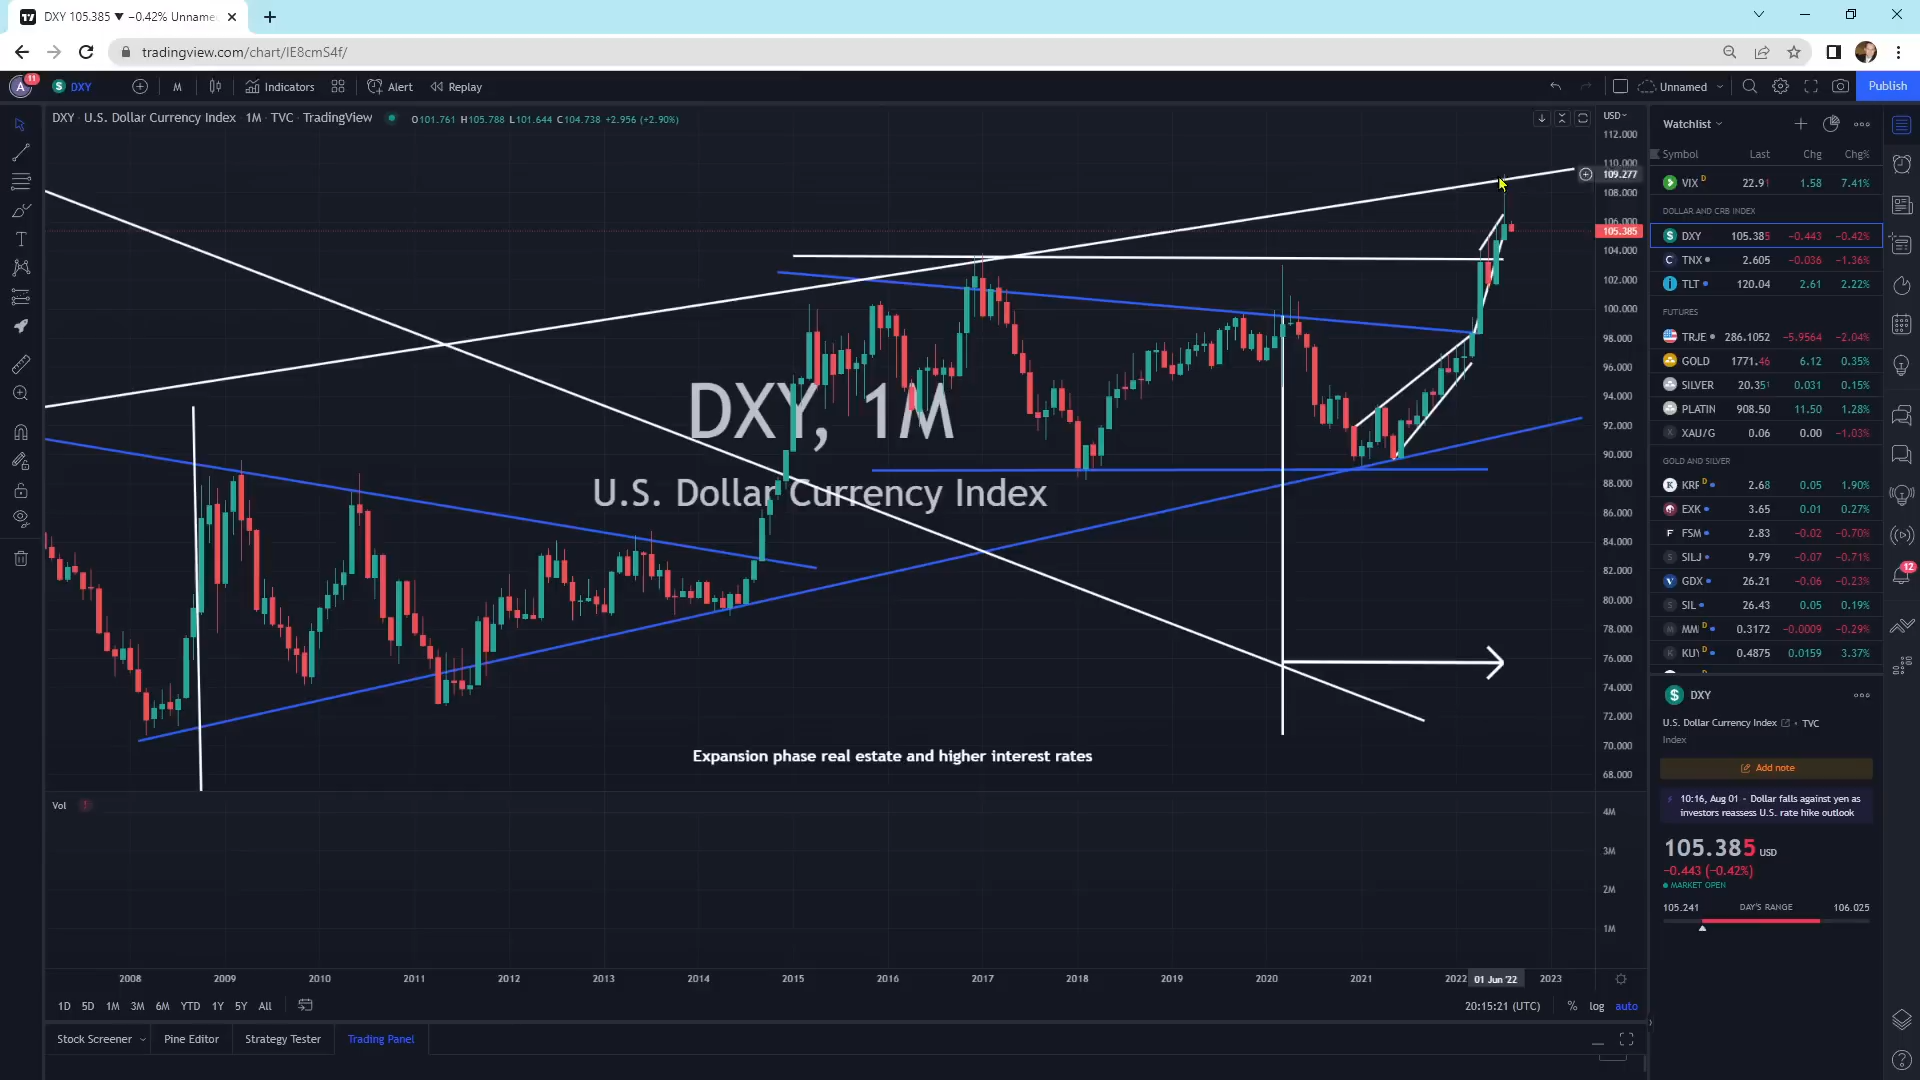 DXY 105.385 ▼ −0.42% Unname
tradingview.com/chart/IE8cmS4f/
A 11 DXY M Indicators Alert Replay Unnamed Publish
DXY · U.S. Dollar Currency Index · 1M · TVC · TradingView O101.761 H105.788 L101.644 C104.738 +2.956 (+2.90%)
USD
112.000
110.000
109.277
108.000
106.000
105.385
104.000
102.000
100.000
98.000
96.000
94.000
92.000
90.000
88.000
86.000
84.000
82.000
80.000
78.000
76.000
74.000
72.000
70.000
68.000
DXY, 1M
U.S. Dollar Currency Index
Expansion phase real estate and higher interest rates
Vol
4M
3M
2M
1M
2008 2009 2010 2011 2012 2013 2014 2015 2016 2017 2018 2019 2020 2021 2022 01 Jun '22 2023
1D 5D 1M 3M 6M YTD 1Y 5Y All 20:15:21 (UTC) % log auto
Stock Screener Pine Editor Strategy Tester Trading Panel
Watchlist
Symbol Last Chg Chg%
VIX D 22.91 1.58 7.41%
DOLLAR AND CRB INDEX
DXY 105.385 −0.443 −0.42%
TNX 2.605 −0.036 −1.36%
TLT 120.04 2.61 2.22%
FUTURES
TRJE 286.1052 −5.9564 −2.04%
GOLD 1771.46 6.12 0.35%
SILVER 20.351 0.031 0.15%
PLATIN 908.50 11.50 1.28%
XAU/G 0.06 0.00 −1.03%
GOLD AND SILVER
KRF D 2.68 0.05 1.90%
EXK 3.65 0.01 0.27%
FSM 2.83 −0.02 −0.70%
SILJ 9.79 −0.07 −0.71%
GDX 26.21 −0.06 −0.23%
SIL 26.43 0.05 0.19%
MM D 0.3172 −0.0009 −0.29%
KU D 0.4875 0.0159 3.37%
DXY
U.S. Dollar Currency Index · TVC
Index
Add note
10:16, Aug 01 - Dollar falls against yen as
investors reassess U.S. rate hike outlook
105.385 USD
−0.443 (−0.42%)
MARKET OPEN
105.241 DAY'S RANGE 106.025
12